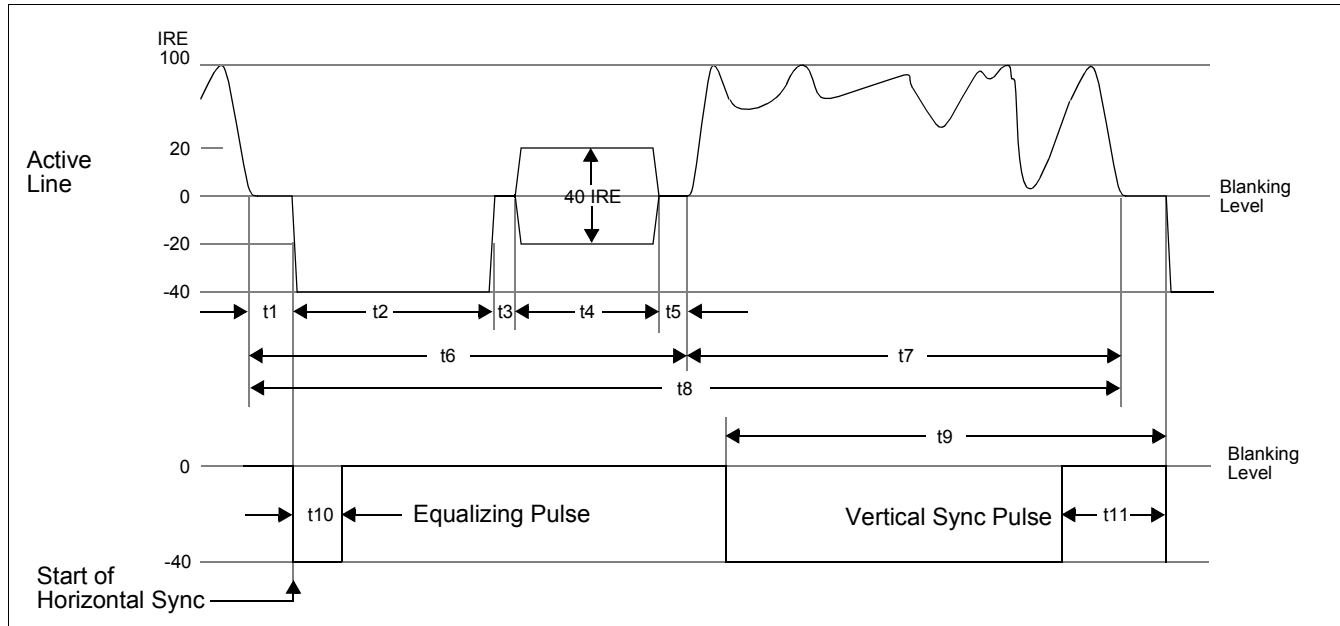 IRE
100
20
Active
Line
0
Blanking
Level
40 IRE
-20
-40
t1
t2
t3
t4
t5
t6
t7
t8
t9
0
Blanking
Level
t10
Equalizing Pulse
Vertical Sync Pulse
t11
-40
Start of
Horizontal Sync